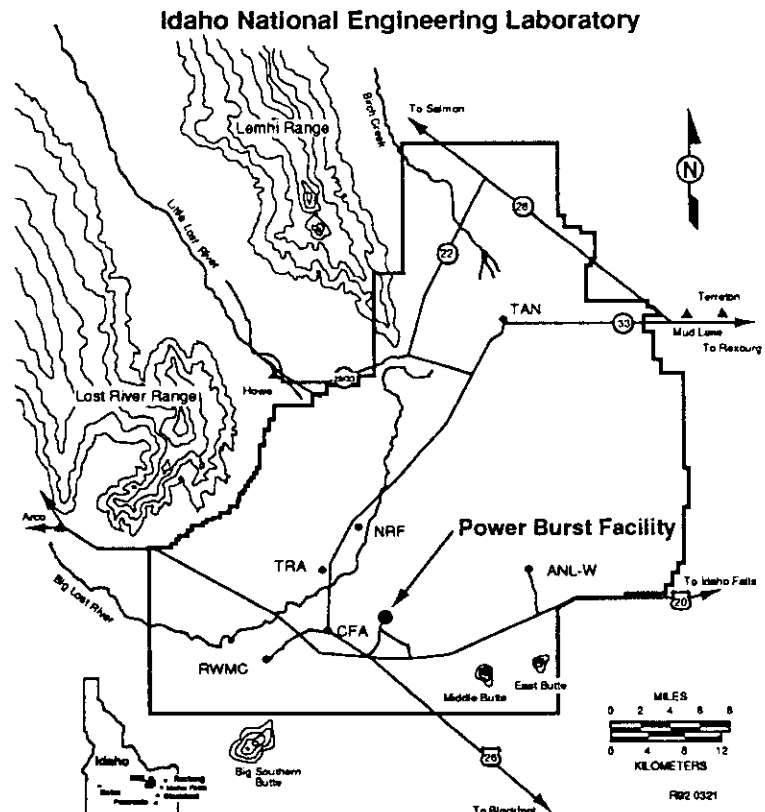 Idaho National Engineering Laboratory
To Salmon
Birch Creek
Lemhi Range
N
28
Little Lost River
22
TAN
Terreton
33
Mud Lake
To Rexburg
Howe
Lost River Range
Arco
NRF
Power Burst Facility
TRA
ANL-W
To Idaho Falls
20
Big Lost River
CFA
RWMC
Middle Butte
East Butte
MILES
0 2 4 6 8
0 4 8 12
KILOMETERS
Idaho
Big Southern
Butte
26
To Blackfoot
R92 0321